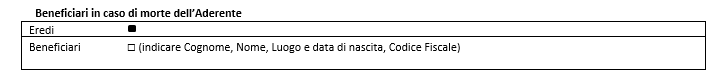 Beneficiari in caso di morte dell'Aderente
Eredi ■
Beneficiari □ (indicare Cognome, Nome, Luogo e data di nascita, Codice Fiscale)